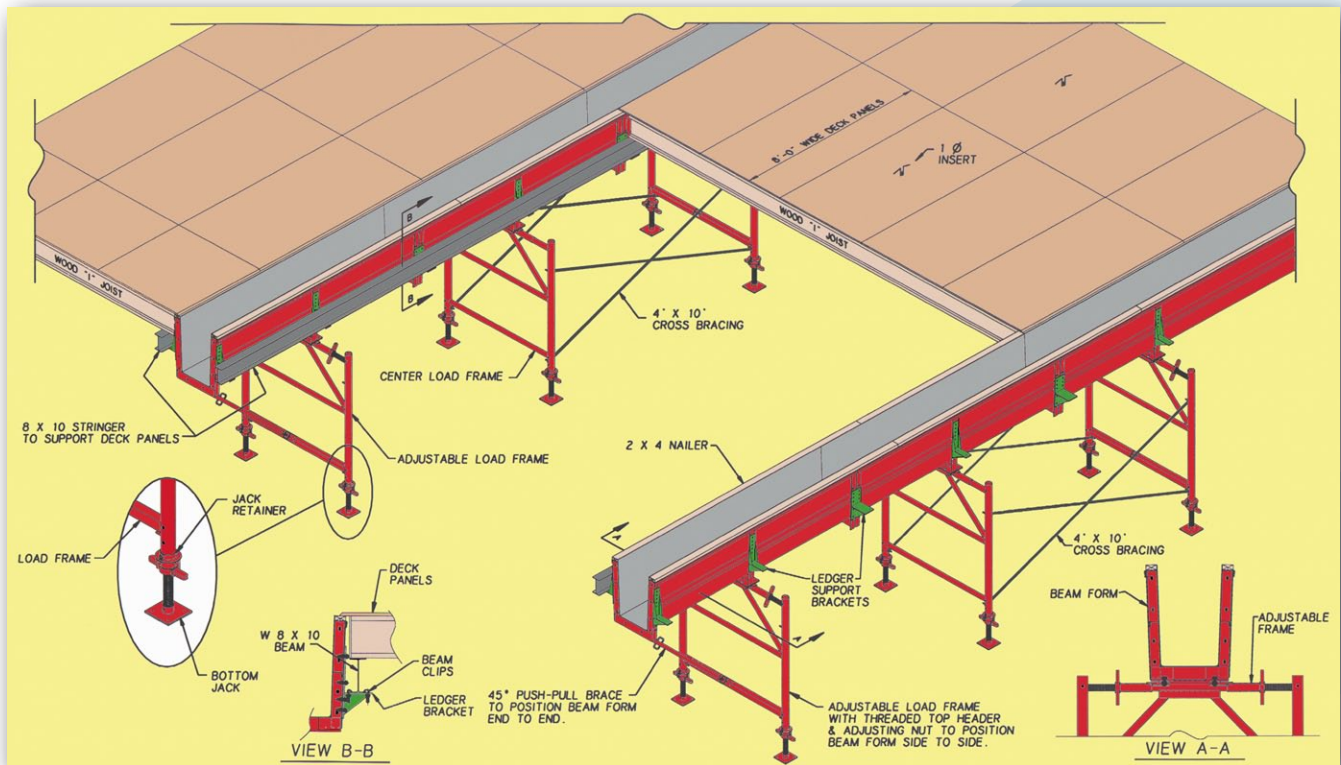 8'-0" WIDE DECK PANELS
1 Ø
INSERT
WOOD "I" JOIST
WOOD "I" JOIST
B
B
4' X 10'
CROSS BRACING
CENTER LOAD FRAME
8 X 10 STRINGER
TO SUPPORT DECK PANELS
ADJUSTABLE LOAD FRAME
2 X 4 NAILER
JACK
RETAINER
LOAD FRAME
BOTTOM
JACK
A
A
LEDGER
SUPPORT
BRACKETS
4' X 10'
CROSS BRACING
DECK
PANELS
W 8 X 10
BEAM
BEAM
CLIPS
LEDGER
BRACKET
VIEW B-B
45° PUSH-PULL BRACE
TO POSITION BEAM FORM
END TO END.
ADJUSTABLE LOAD FRAME
WITH THREADED TOP HEADER
& ADJUSTING NUT TO POSITION
BEAM FORM SIDE TO SIDE.
BEAM FORM
ADJUSTABLE
FRAME
VIEW A-A